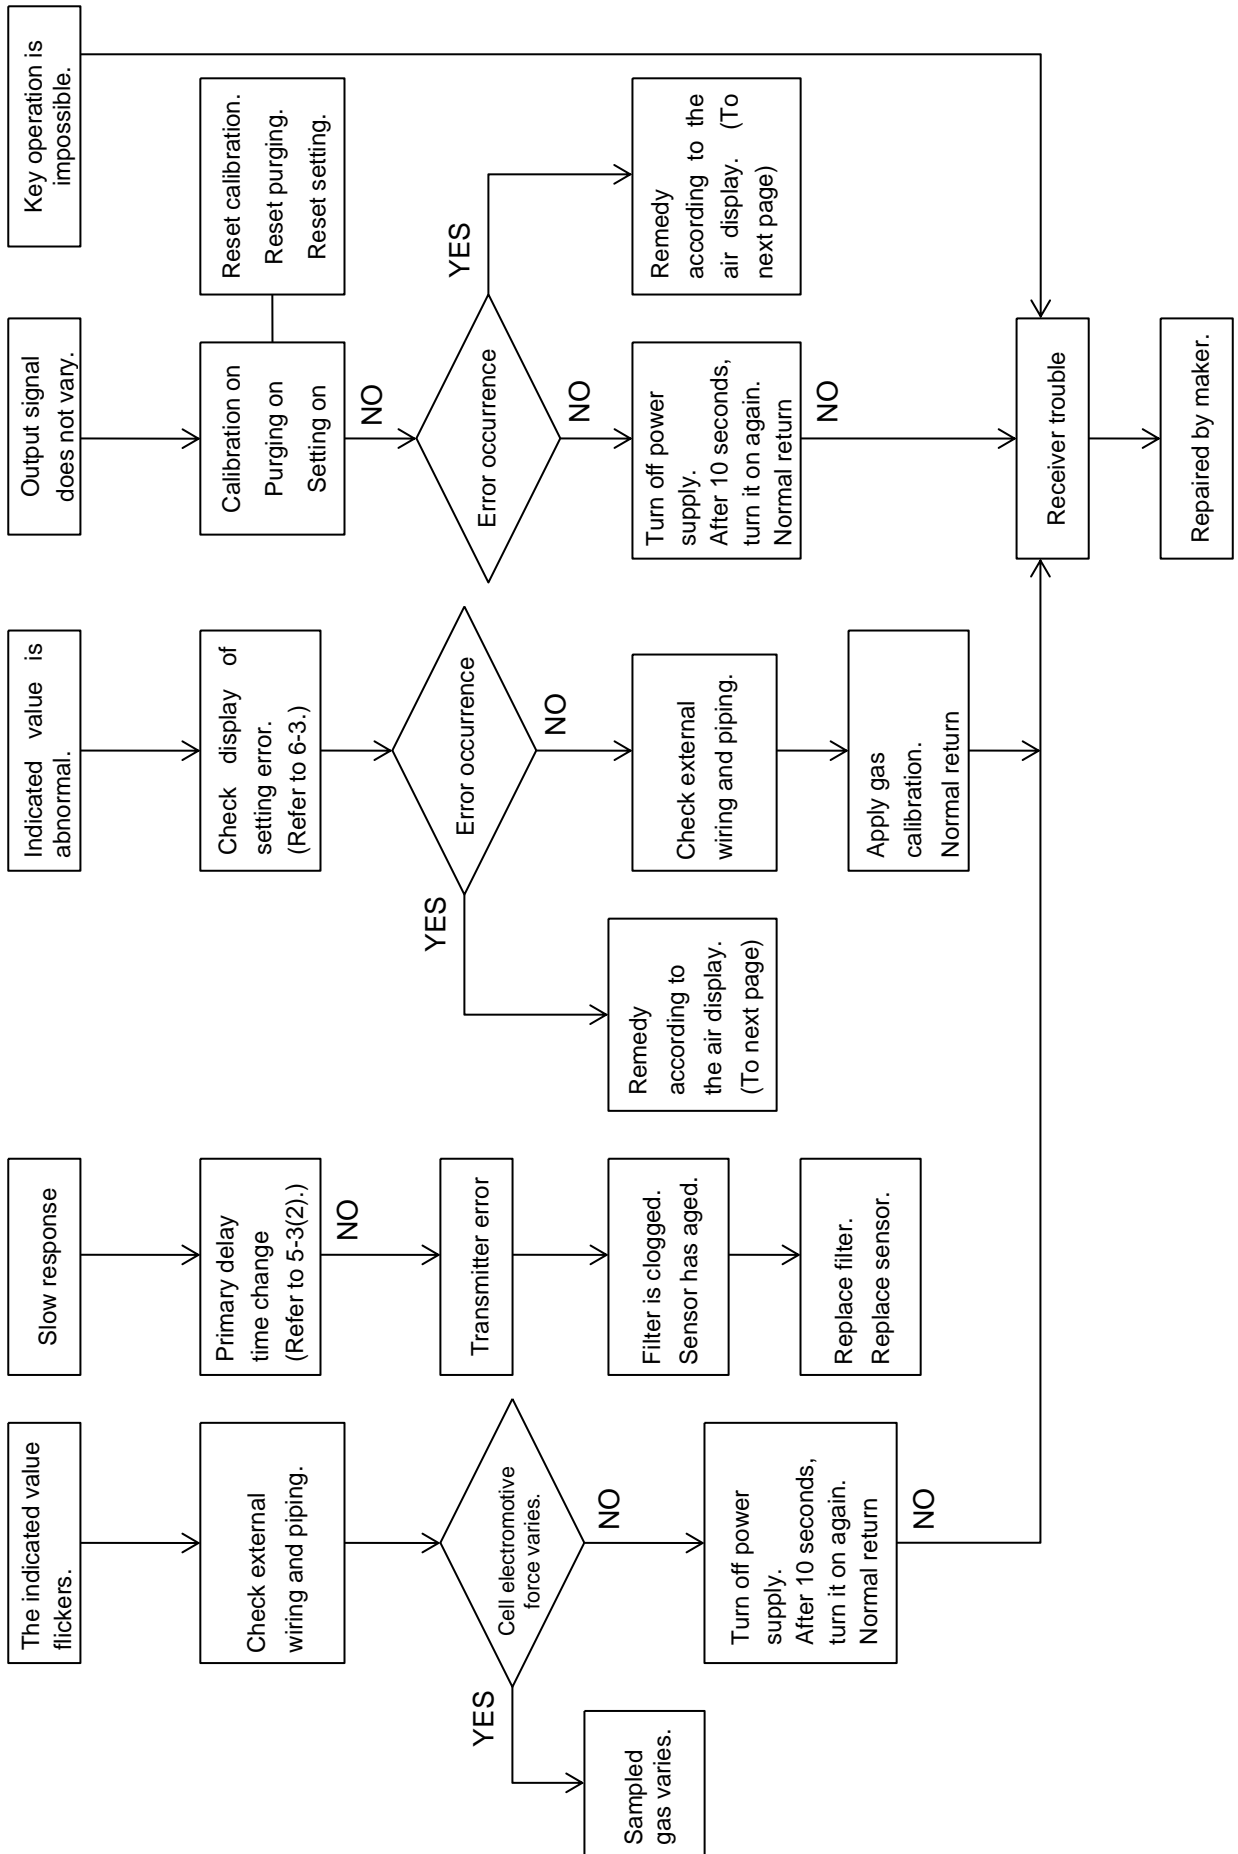 The indicated value
flickers.
Check external
wiring and piping.
Cell electromotive
force varies.
YES
Sampled
gas varies.
NO
Turn off power
supply.
After 10 seconds,
turn it on again.
Normal return
NO
Slow response
Primary delay
time change
(Refer to 5-3(2).)
NO
Transmitter error
Filter is clogged.
Sensor has aged.
Replace filter.
Replace sensor.
Indicated value is
abnormal.
Check display of
setting error.
(Refer to 6-3.)
Error occurrence
YES
Remedy
according to
the air display.
(To next page)
NO
Check external
wiring and piping.
Apply gas
calibration.
Normal return
Output signal
does not vary.
Calibration on
Purging on
Setting on
Reset calibration.
Reset purging.
Reset setting.
NO
Error occurrence
YES
Remedy
according to the
air display. (To
next page)
NO
Turn off power
supply.
After 10 seconds,
turn it on again.
Normal return
NO
Key operation is
impossible.
Receiver trouble
Repaired by maker.